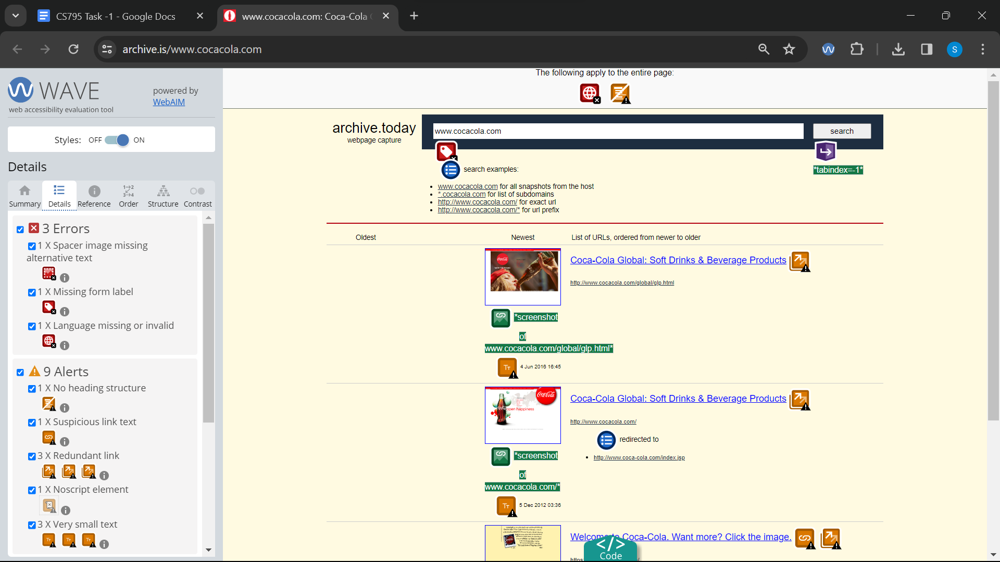 CS795 Task -1 - Google Docs
www.cocacola.com: Coca-Cola
archive.is/www.cocacola.com
S
WAVE
web accessibility evaluation tool
powered by
WebAIM
Styles: OFF ON
Details
Summary Details Reference Order Structure Contrast
3 Errors
1 X Spacer image missing
alternative text
1 X Missing form label
1 X Language missing or invalid
9 Alerts
1 X No heading structure
1 X Suspicious link text
3 X Redundant link
1 X Noscript element
3 X Very small text
The following apply to the entire page:
archive.today
webpage capture
www.cocacola.com
search
*tabindex=-1*
search examples:
www.cocacola.com for all snapshots from the host
*.cocacola.com for list of subdomains
http://www.cocacola.com/ for exact url
http://www.cocacola.com/* for url prefix
Oldest Newest List of URLs, ordered from newer to older
Coca-Cola Global: Soft Drinks & Beverage Products
http://www.cocacola.com/global/glp.html
*screenshot
of
www.cocacola.com/global/glp.html*
4 Jun 2016 16:45
Coca-Cola
open happiness
Coca-Cola Global: Soft Drinks & Beverage Products
http://www.cocacola.com/
redirected to
http://www.coca-cola.com/index.jsp
*screenshot
of
www.cocacola.com/*
5 Dec 2012 03:36
Welcome to Coca-Cola. Want more? Click the image.
</> Code